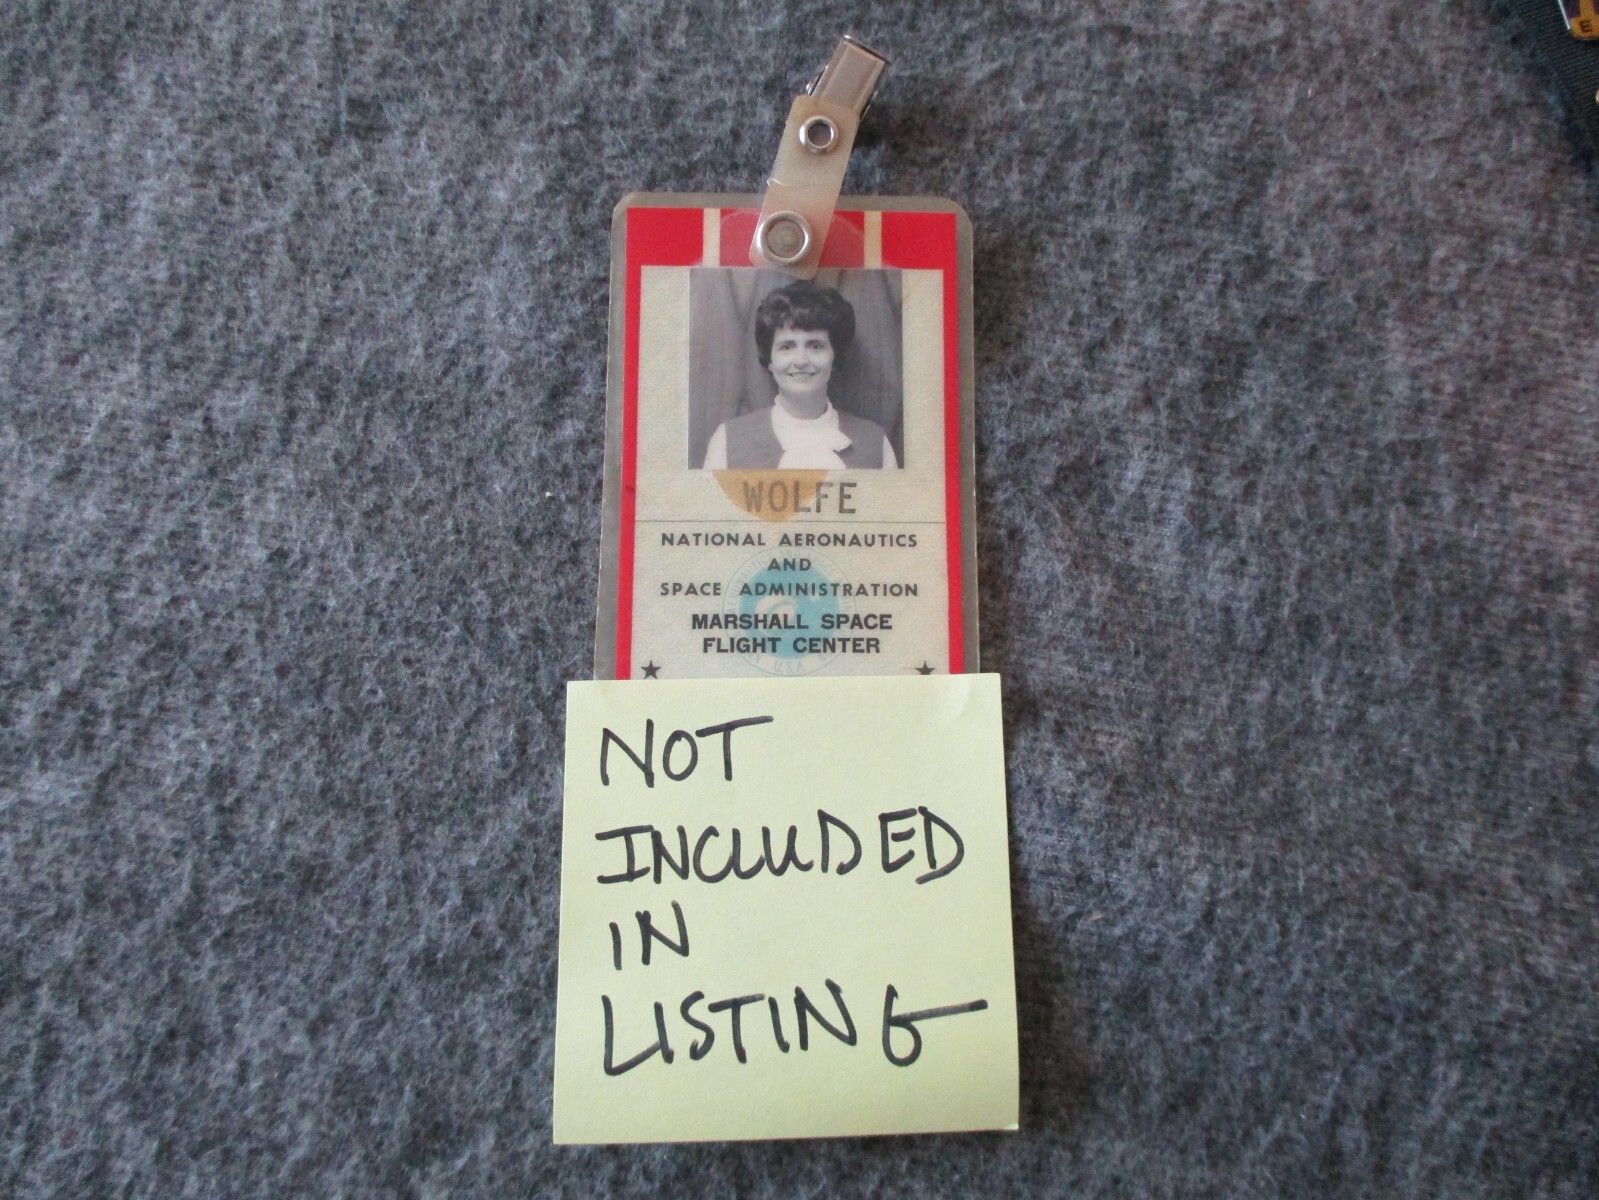 WOLFE
NATIONAL AERONAUTICS
AND
SPACE ADMINISTRATION
MARSHALL SPACE
FLIGHT CENTER
U.S.A.
NOT
INCLUDED
IN
LISTING